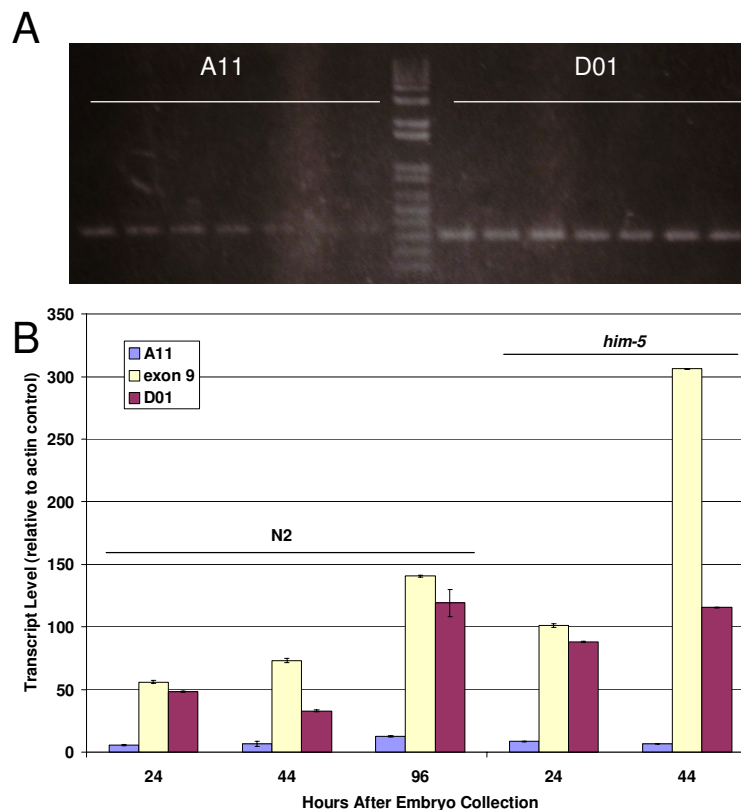 A
A11 D01
B
350
300
250
200
150
100
50
0
Transcript Level (relative to actin control)
A11
exon 9
D01
N2
him-5
24 44 96 24 44
Hours After Embryo Collection